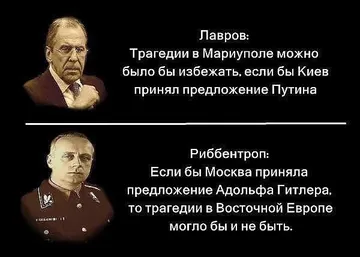 Лавров:
Трагедии в Мариуполе можно
было бы избежать, если бы Киев
принял предложение Путина
Риббентроп:
Если бы Москва приняла
предложение Адольфа Гитлера,
то трагедии в Восточной Европе
могло бы и не быть.